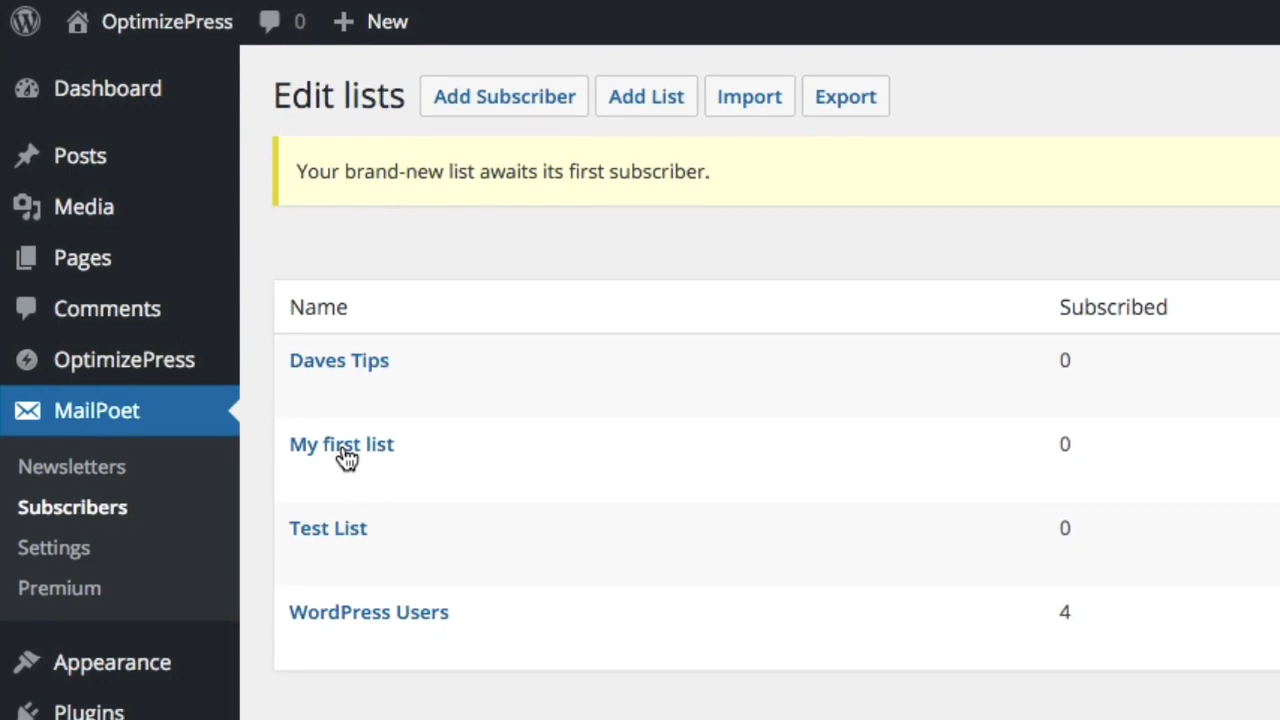 OptimizePress 0 New
Dashboard
Posts
Media
Pages
Comments
OptimizePress
MailPoet
Newsletters
Subscribers
Settings
Premium
Appearance
Plugins
Edit lists Add Subscriber Add List Import Export
Your brand-new list awaits its first subscriber.
Name Subscribed
Daves Tips 0
My first list 0
Test List 0
WordPress Users 4